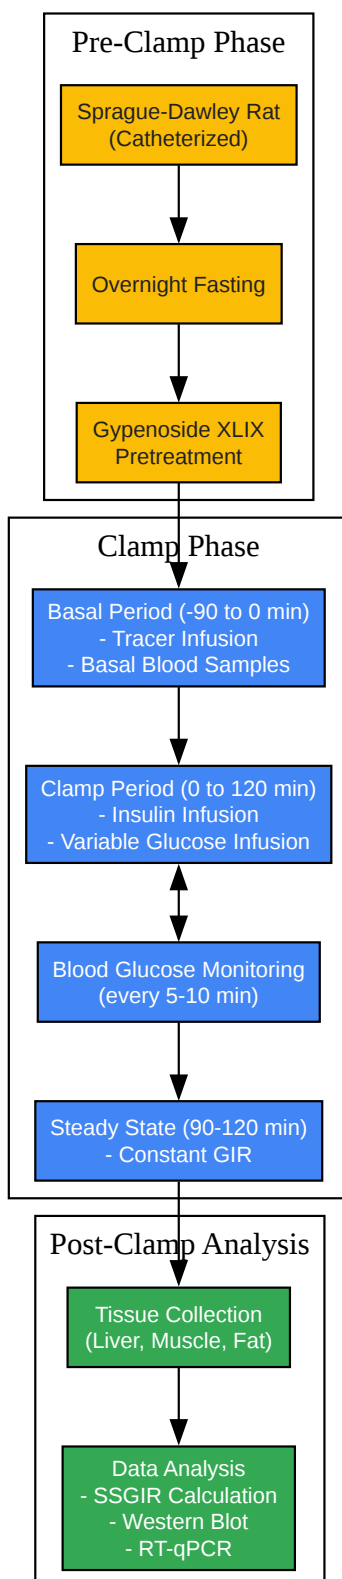 Pre-Clamp Phase
Sprague-Dawley Rat
(Catheterized)
Overnight Fasting
Gypenoside XLIX
Pretreatment
Clamp Phase
Basal Period (-90 to 0 min)
- Tracer Infusion
- Basal Blood Samples
Clamp Period (0 to 120 min)
- Insulin Infusion
- Variable Glucose Infusion
Blood Glucose Monitoring
(every 5-10 min)
Steady State (90-120 min)
- Constant GIR
Post-Clamp Analysis
Tissue Collection
(Liver, Muscle, Fat)
Data Analysis
- SSGIR Calculation
- Western Blot
- RT-qPCR